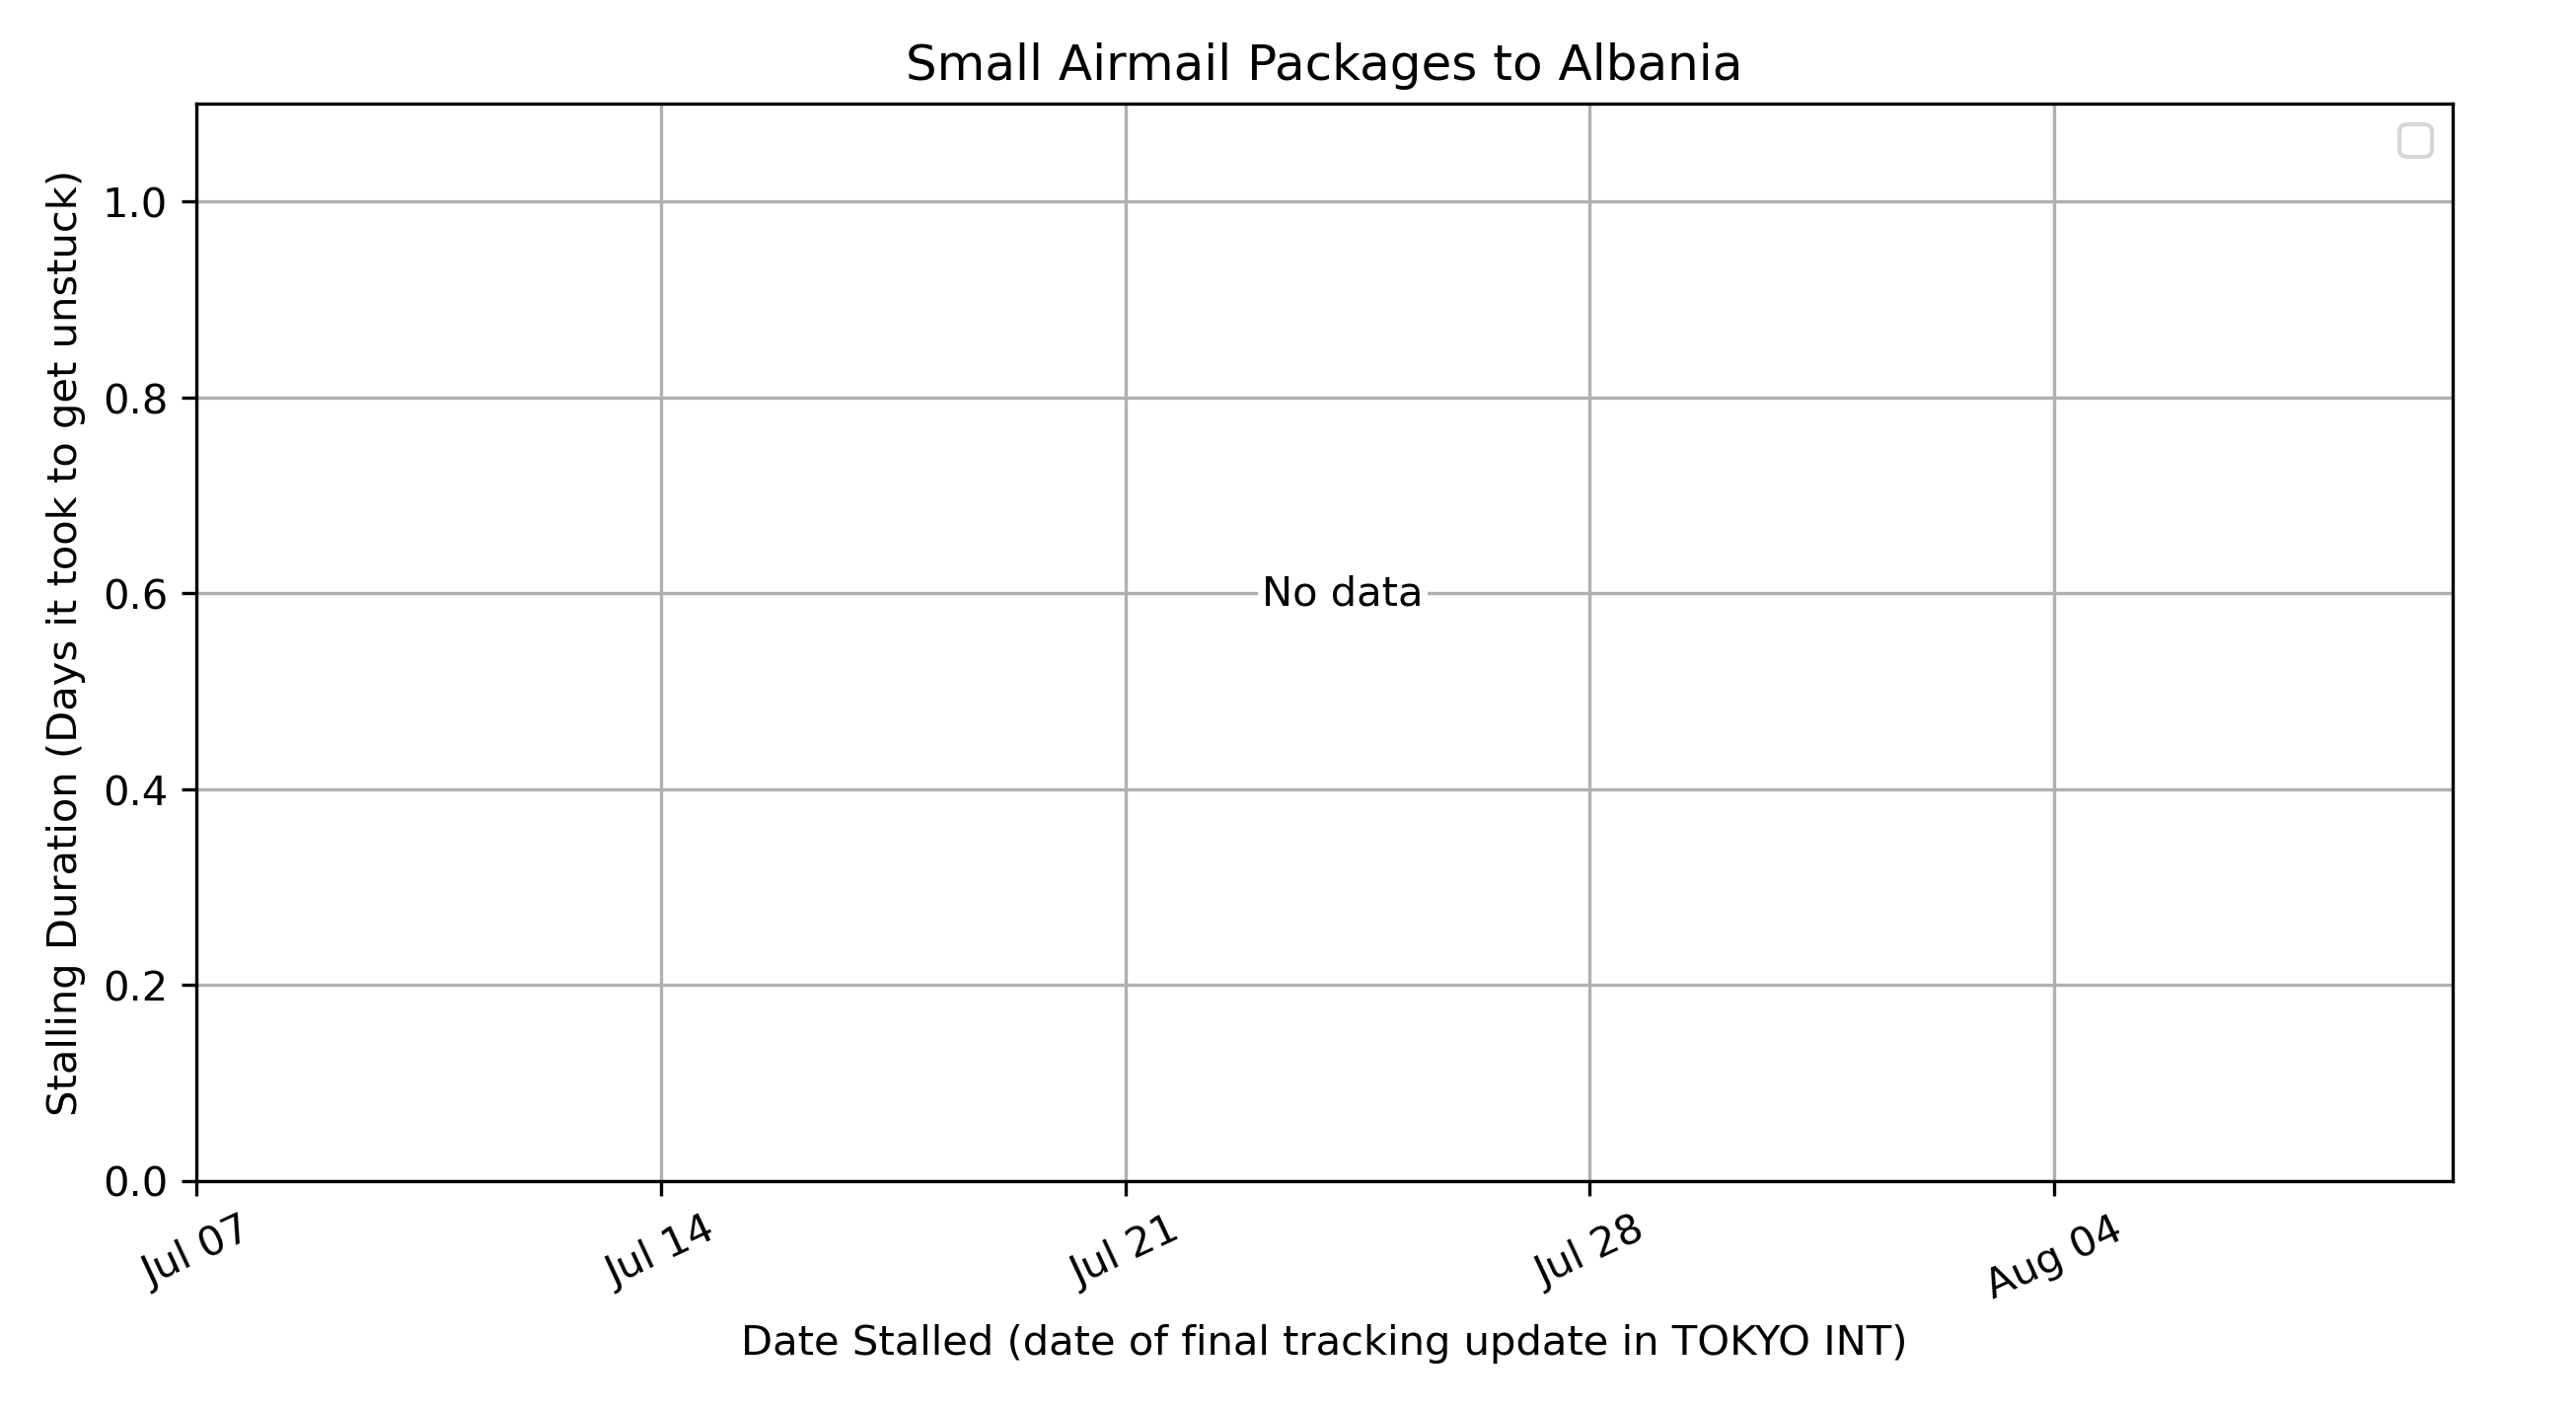 Small Airmail Packages to Albania
Stalling Duration (Days it took to get unstuck)
1.0
0.8
0.6
0.4
0.2
0.0
No data
Jul 07
Jul 14
Jul 21
Jul 28
Aug 04
Date Stalled (date of final tracking update in TOKYO INT)